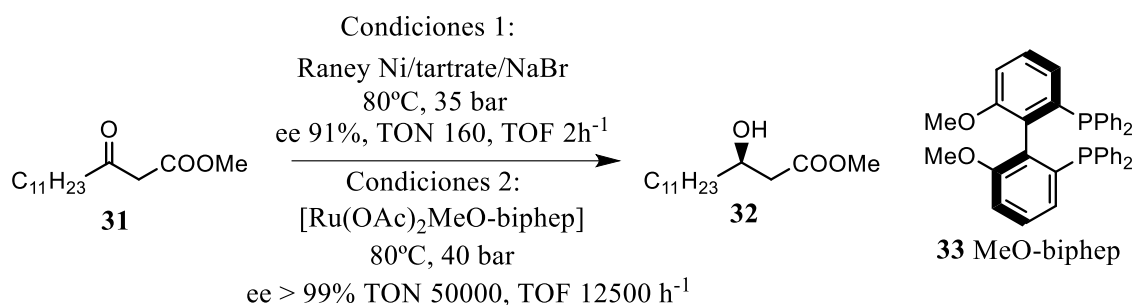 Condiciones 1:
Raney Ni/tartrate/NaBr
80ºC, 35 bar
ee 91%, TON 160, TOF 2h⁻¹
O
C₁₁H₂₃ COOMe
31
Condiciones 2:
[Ru(OAc)₂MeO-biphep]
80ºC, 40 bar
ee > 99% TON 50000, TOF 12500 h⁻¹
OH
C₁₁H₂₃ COOMe
32
MeO PPh₂
MeO PPh₂
33 MeO-biphep